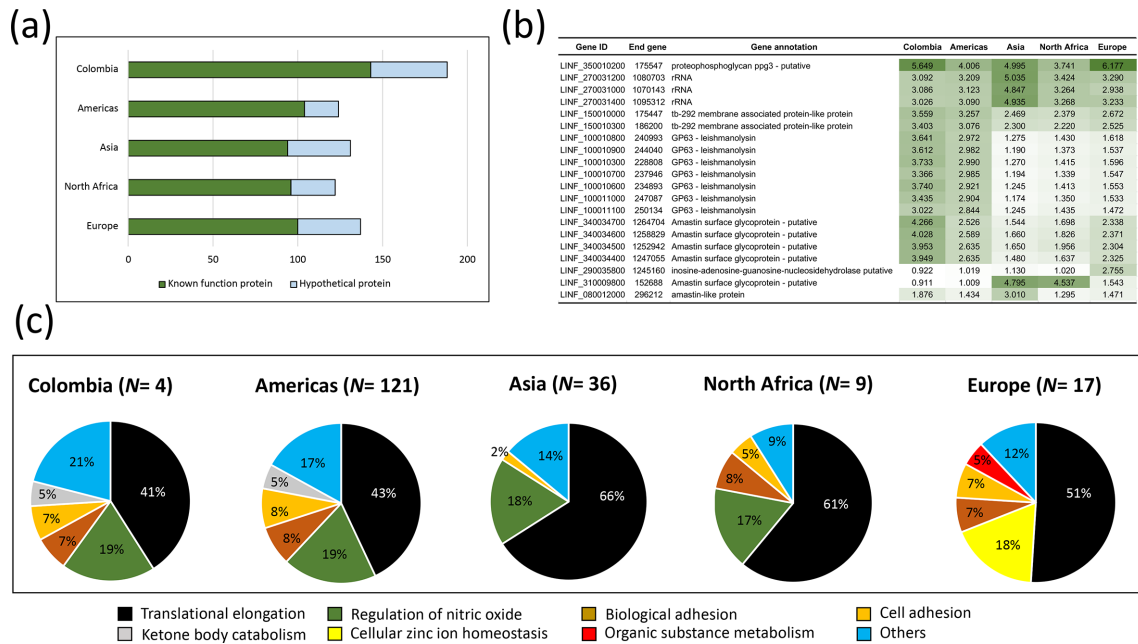 (a)
Colombia
Americas
Asia
North Africa
Europe
0 50 100 150 200
Known function protein Hypothetical protein
(b)
Gene ID End gene Gene annotation Colombia Americas Asia North Africa Europe
LINF_350010200 175547 proteophosphoglycan ppg3 - putative 5.649 4.006 4.995 3.741 6.177
LINF_270031200 1080703 rRNA 3.092 3.209 5.035 3.424 3.290
LINF_270031000 1070143 rRNA 3.086 3.123 4.847 3.264 2.938
LINF_270031400 1095312 rRNA 3.026 3.090 4.935 3.268 3.233
LINF_150010000 175447 tb-292 membrane associated protein-like protein 3.559 3.257 2.469 2.379 2.672
LINF_150010300 186200 tb-292 membrane associated protein-like protein 3.403 3.076 2.300 2.220 2.525
LINF_100010800 240993 GP63 - leishmanolysin 3.641 2.972 1.275 1.430 1.618
LINF_100010900 244040 GP63 - leishmanolysin 3.612 2.982 1.190 1.373 1.537
LINF_100010300 228808 GP63 - leishmanolysin 3.733 2.990 1.270 1.415 1.596
LINF_100010700 237946 GP63 - leishmanolysin 3.366 2.985 1.194 1.339 1.547
LINF_100010600 234893 GP63 - leishmanolysin 3.740 2.921 1.245 1.413 1.553
LINF_100011000 247087 GP63 - leishmanolysin 3.435 2.904 1.174 1.350 1.533
LINF_100011100 250134 GP63 - leishmanolysin 3.022 2.844 1.245 1.435 1.472
LINF_340034700 1264704 Amastin surface glycoprotein - putative 4.266 2.526 1.544 1.698 2.338
LINF_340034600 1258829 Amastin surface glycoprotein - putative 4.028 2.589 1.660 1.826 2.371
LINF_340034500 1252942 Amastin surface glycoprotein - putative 3.953 2.635 1.650 1.956 2.304
LINF_340034400 1247055 Amastin surface glycoprotein - putative 3.949 2.635 1.480 1.637 2.325
LINF_290035800 1245160 inosine-adenosine-guanosine-nucleosidehydrolase putative 0.922 1.019 1.130 1.020 2.755
LINF_310009800 152688 Amastin surface glycoprotein - putative 0.911 1.009 4.795 4.537 1.543
LINF_080012000 296212 amastin-like protein 1.876 1.434 3.010 1.295 1.471
(c)
Colombia (N= 4) Americas (N= 121) Asia (N= 36) North Africa (N= 9) Europe (N= 17)
21% 41% 5% 7% 7% 19%
17% 43% 5% 8% 8% 19%
2% 14% 18% 66%
9% 5% 8% 17% 61%
12% 5% 7% 7% 18% 51%
Translational elongation Regulation of nitric oxide Biological adhesion Cell adhesion
Ketone body catabolism Cellular zinc ion homeostasis Organic substance metabolism Others